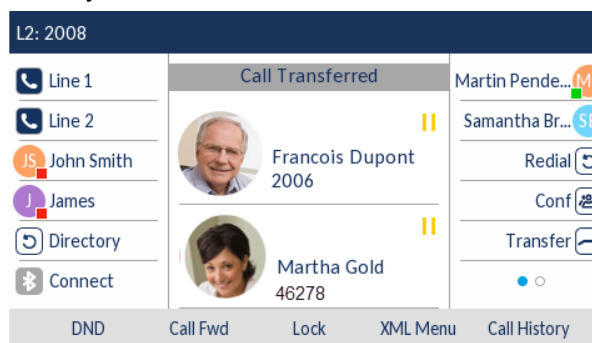 L2: 2008
Line 1
Line 2
JS John Smith
J James
Directory
Connect
Call Transferred
Francois Dupont
2006
Martha Gold
46278
Martin Pende... M
Samantha Br...
Redial
Conf
Transfer
DND Call Fwd Lock XML Menu Call History